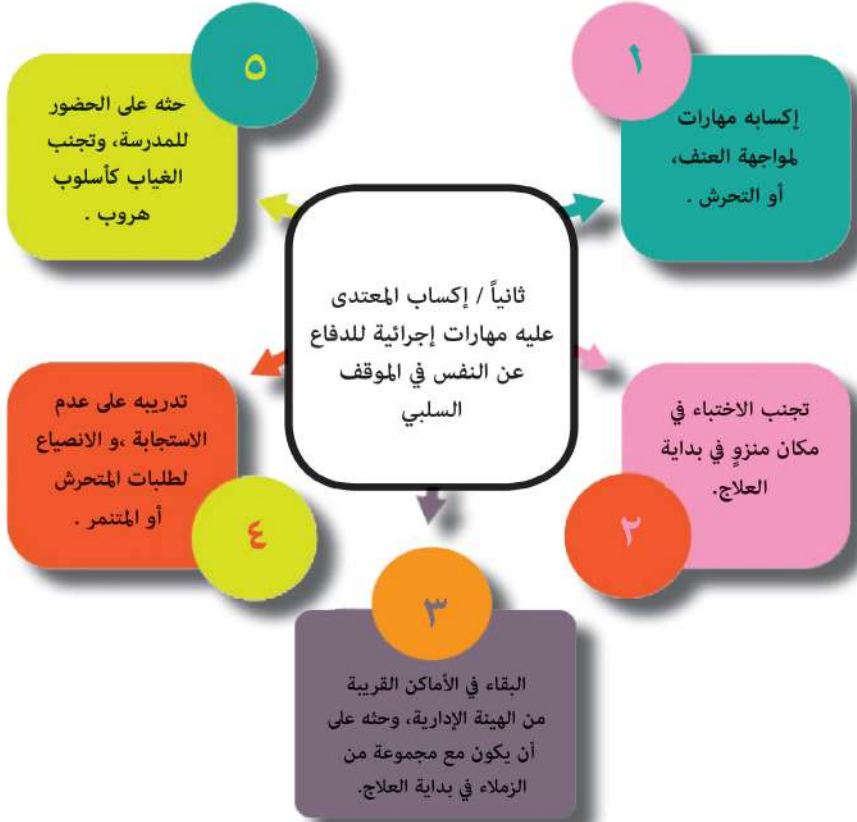 ثانياً / إكساب المعتدى
عليه مهارات إجرائية للدفاع
عن النفس في الموقف
السلبي
١
إكسابه مهارات
لمواجهة العنف،
أو التحرش .
٢
تجنب الاختباء في
مكان منزوٍ في بداية
العلاج.
٣
البقاء في الأماكن القريبة
من الهيئة الإدارية، وحثه على
أن يكون مع مجموعة من
الزملاء في بداية العلاج.
٤
تدريبه على عدم
الاستجابة ،و الانصياع
لطلبات المتحرش
أو المتنمر .
٥
حثه على الحضور
للمدرسة، وتجنب
الغياب كأسلوب
هروب .